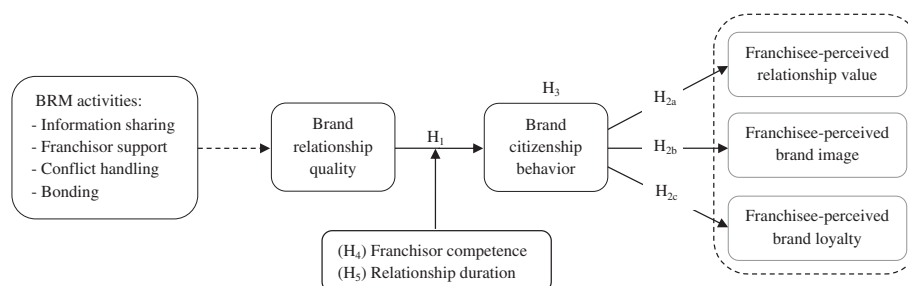 BRM activities:
- Information sharing
- Franchisor support
- Conflict handling
- Bonding
Brand
relationship
quality
H₁
H₃
Brand
citizenship
behavior
H₂ₐ
H₂b
H₂c
Franchisee-perceived
relationship value
Franchisee-perceived
brand image
Franchisee-perceived
brand loyalty
(H₄) Franchisor competence
(H₅) Relationship duration